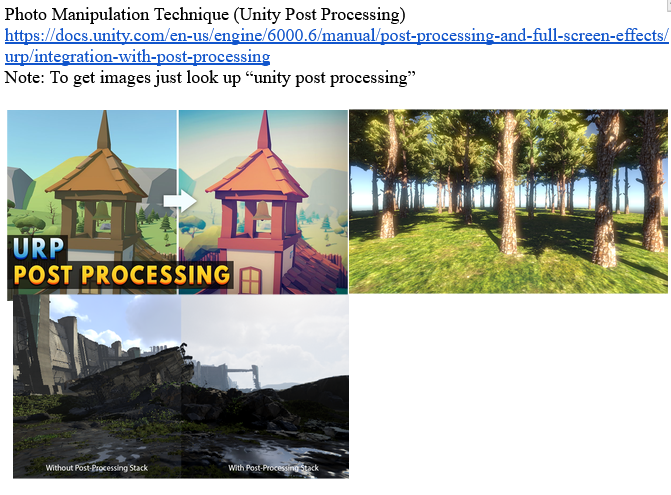 Photo Manipulation Technique (Unity Post Processing)
https://docs.unity.com/en-us/engine/6000.6/manual/post-processing-and-full-screen-effects/
urp/integration-with-post-processing
Note: To get images just look up “unity post processing”
URP
POST PROCESSING
Without Post-Processing Stack
With Post-Processing Stack